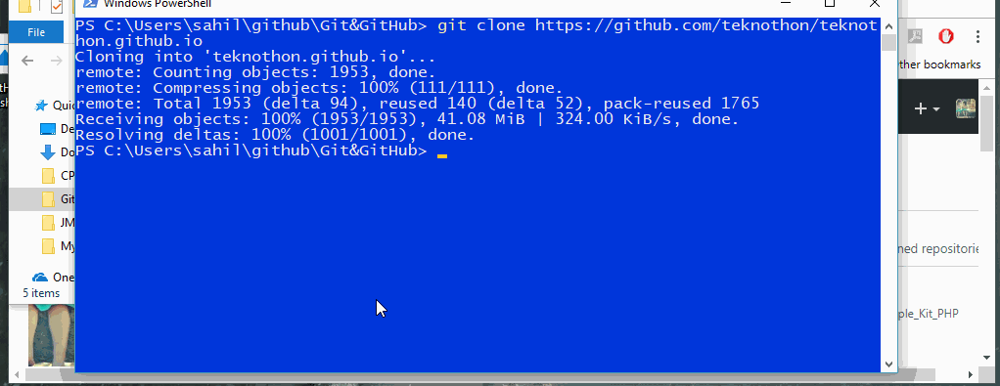 Windows PowerShell
File
PS C:\Users\sahil\github\Git&GitHub> git clone https://github.com/teknothon/teknot
hon.github.io
Cloning into 'teknothon.github.io'...
remote: Counting objects: 1953, done.
remote: Compressing objects: 100% (111/111), done.
remote: Total 1953 (delta 94), reused 140 (delta 52), pack-reused 1765
Receiving objects: 100% (1953/1953), 41.08 MiB | 324.00 KiB/s, done.
Resolving deltas: 100% (1001/1001), done.
PS C:\Users\sahil\github\Git&GitHub>
Quic
De
Do
CP
Git
JM
My
One
5 items
ther bookmarks
ned repositorie
ple_Kit_PHP